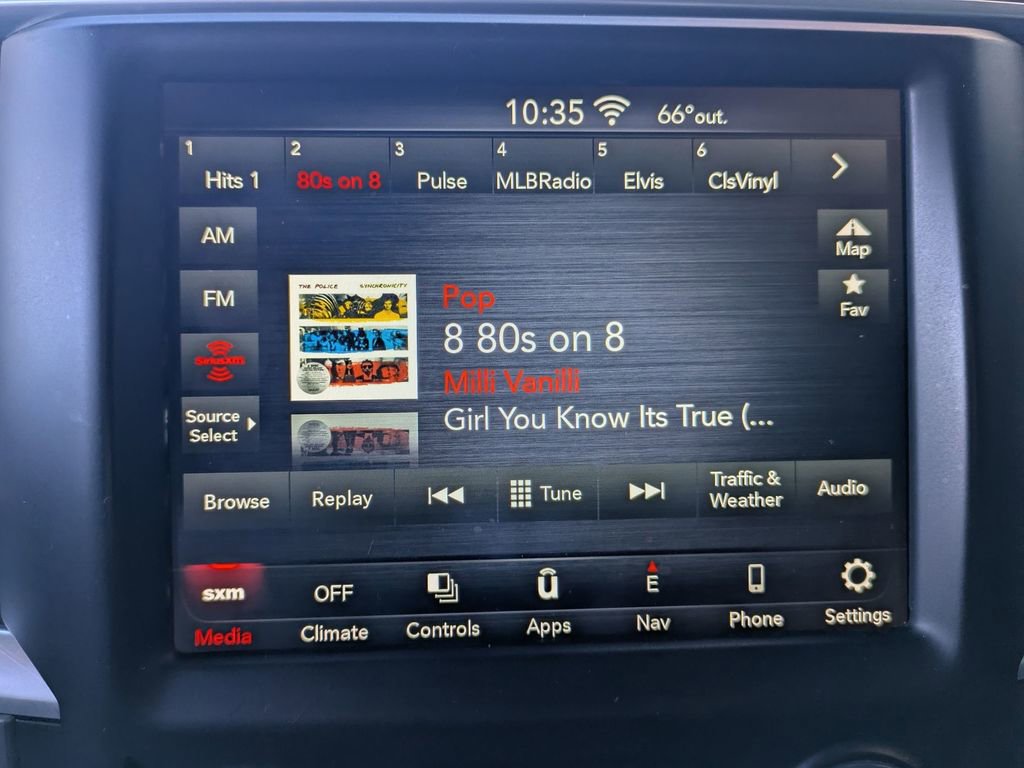 10:35 66°out.
1 2 3 4 5 6
Hits 1 80s on 8 Pulse MLBRadio Elvis ClsVinyl
AM
Map
FM
Fav
SiriusXM
Source
Select
THE POLICE SYNCHRONICITY
Pop
8 80s on 8
Milli Vanilli
Girl You Know Its True (...
Browse Replay Tune Traffic &
Weather Audio
sxm OFF E
Media Climate Controls Apps Nav Phone Settings